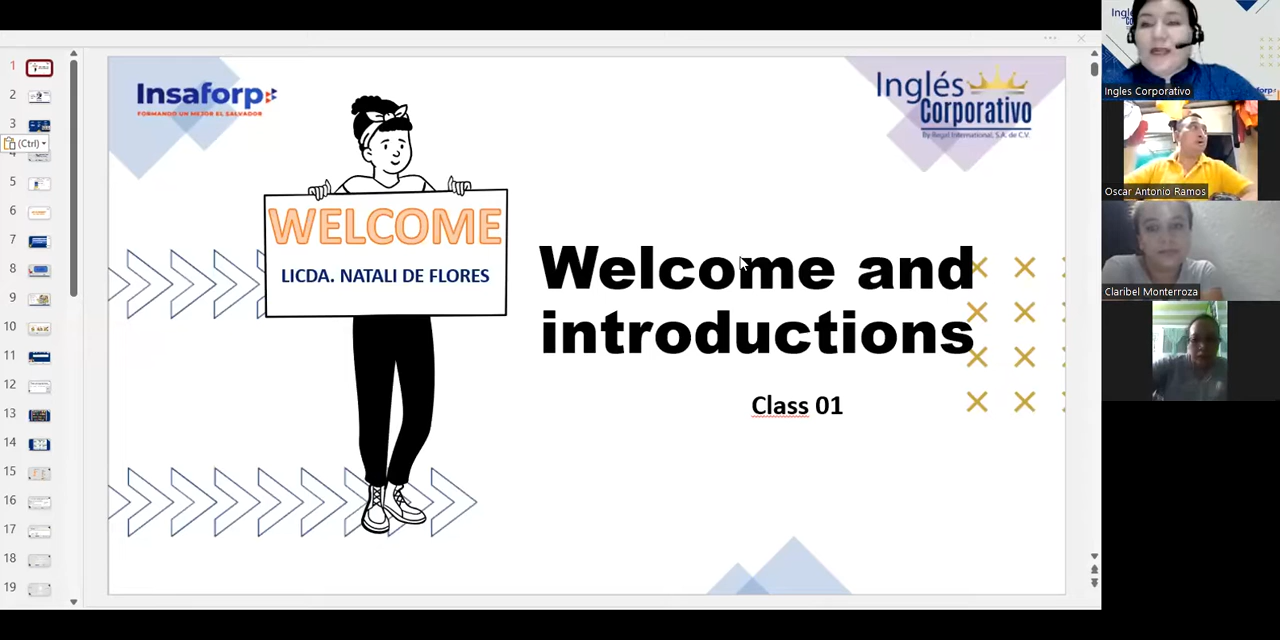 1
2
3
(Ctrl)
5
6
7
8
9
10
11
12
13
14
15
16
17
18
19
Insaforp
FORMANDO UN MEJOR EL SALVADOR
Inglés
Corporativo
By Regal International, S.A. de C.V.
WELCOME
LICDA. NATALI DE FLORES
Welcome and
introductions
Class 01
Ingles Corporativo
Oscar Antonio Ramos
Claribel Monterroza